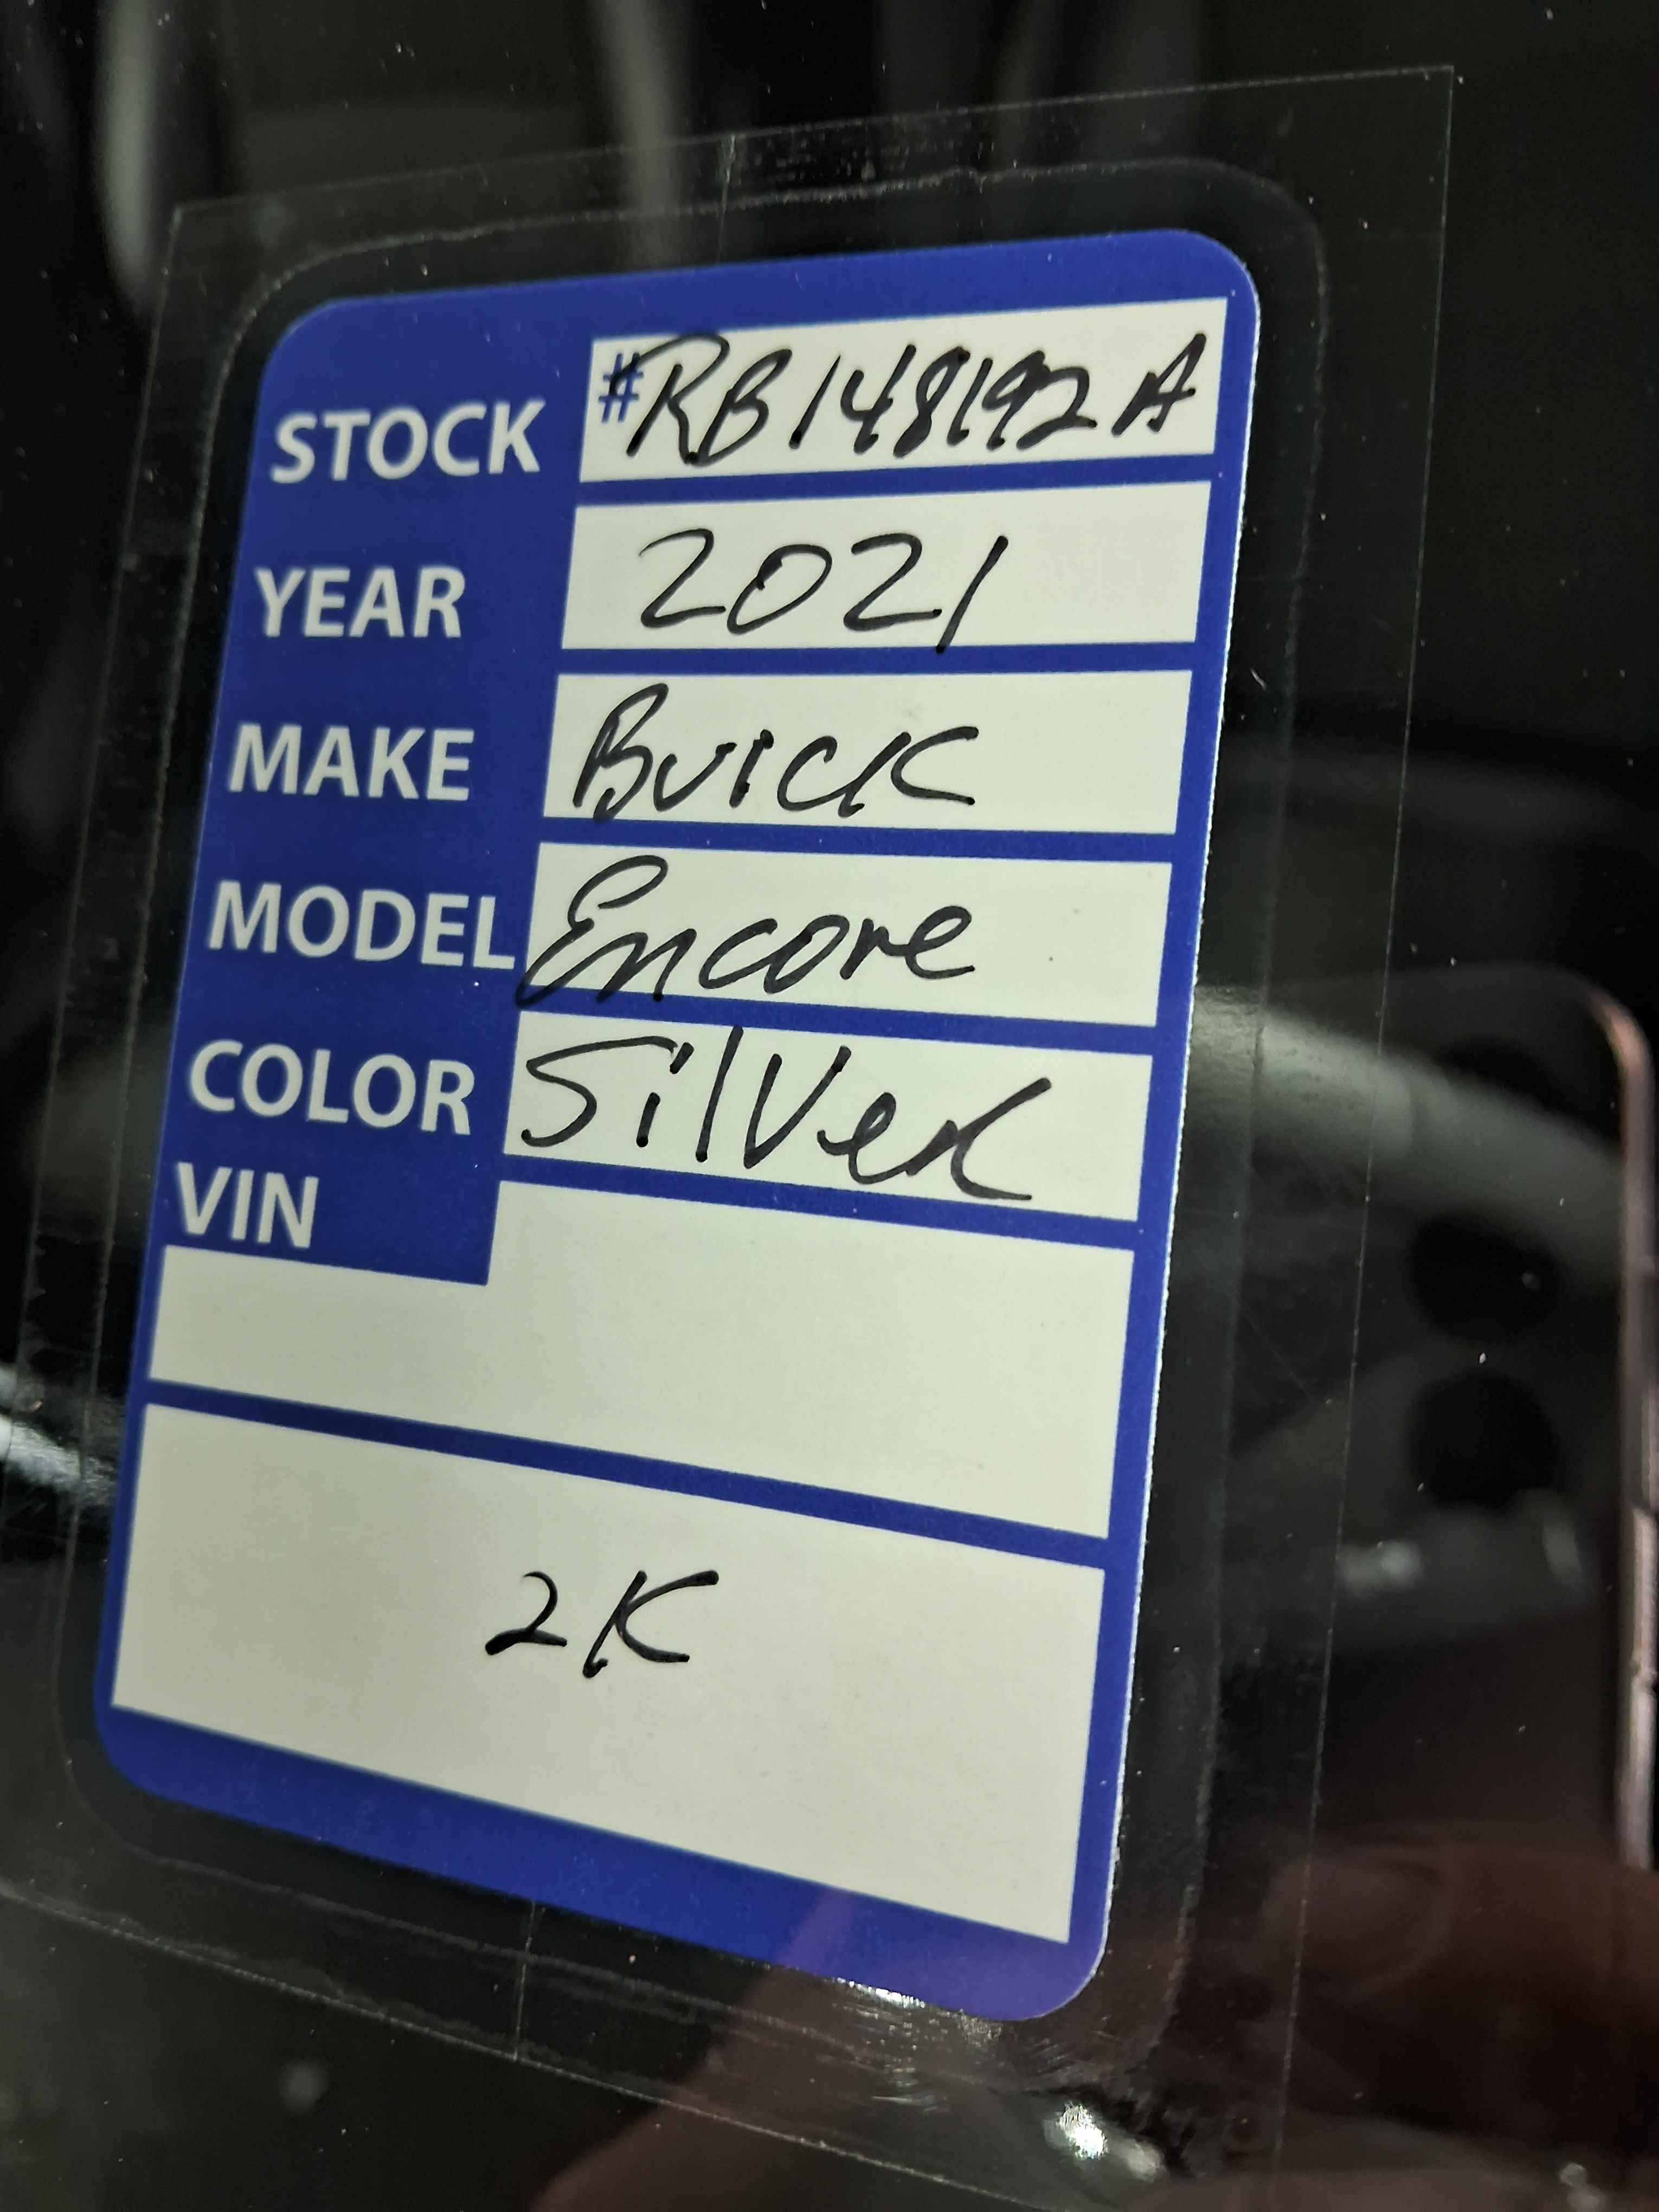 STOCK #RB148192A
YEAR 2021
MAKE Buick
MODEL Encore
COLOR Silver
VIN
2K